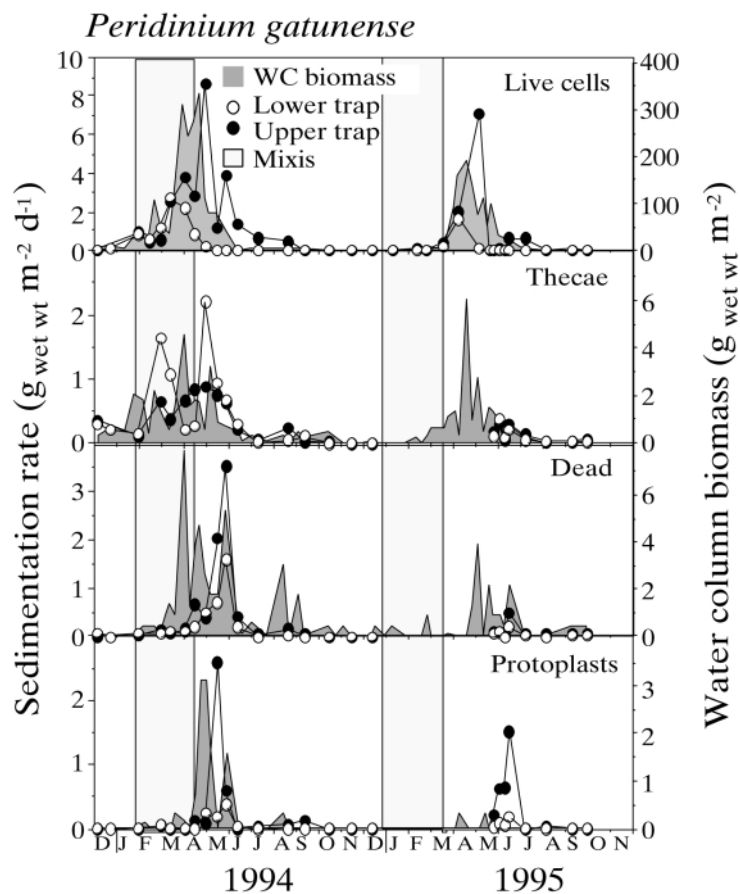 Peridinium gatunense
Sedimentation rate (g wet wt m-2 d-1)
Water column biomass (g wet wt m-2)
10
8
6
4
2
0
WC biomass
Lower trap
Upper trap
Mixis
Live cells
400
300
200
100
0
2
1
0
Thecae
6
4
2
0
3
2
1
0
Dead
6
4
2
0
2
1
0
Protoplasts
3
2
1
0
D J F M A M J J A S O N D J F M A M J J A S O N
1994 1995